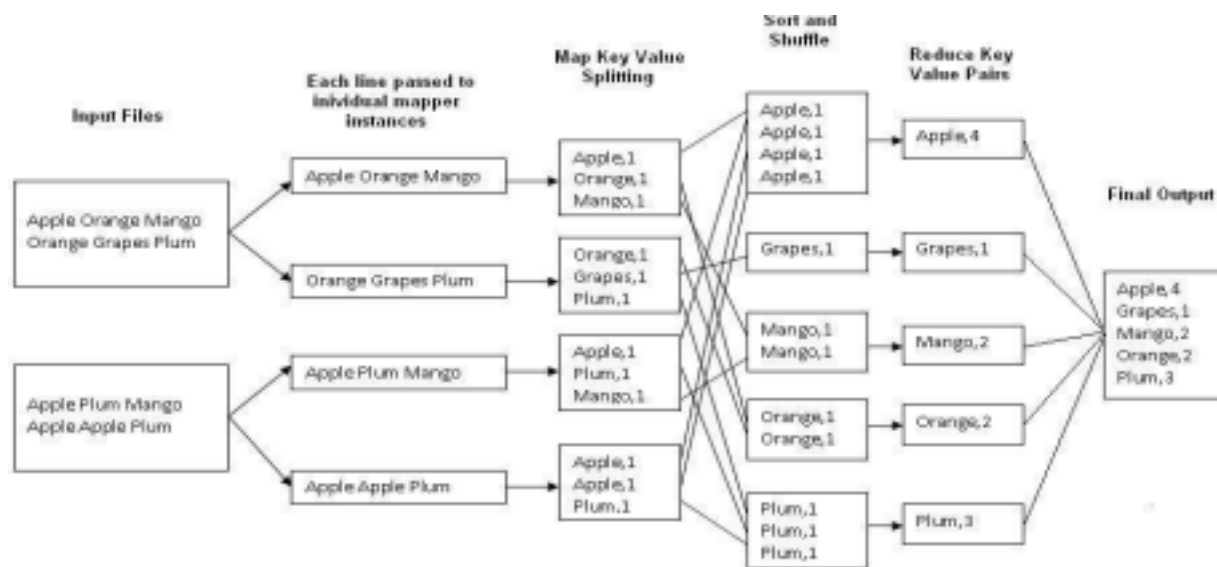 Input Files
Apple Orange Mango
Orange Grapes Plum
Apple Plum Mango
Apple Apple Plum
Each line passed to
inividual mapper
instances
Apple Orange Mango
Orange Grapes Plum
Apple Plum Mango
Apple Apple Plum
Map Key Value
Splitting
Apple,1
Orange,1
Mango,1
Orange,1
Grapes,1
Plum,1
Apple,1
Plum,1
Mango,1
Apple,1
Apple,1
Plum,1
Sort and
Shuffle
Apple,1
Apple,1
Apple,1
Apple,1
Grapes,1
Mango,1
Mango,1
Orange,1
Orange,1
Plum,1
Plum,1
Plum,1
Reduce Key
Value Pairs
Apple,4
Grapes,1
Mango,2
Orange,2
Plum,3
Final Output
Apple,4
Grapes,1
Mango,2
Orange,2
Plum,3